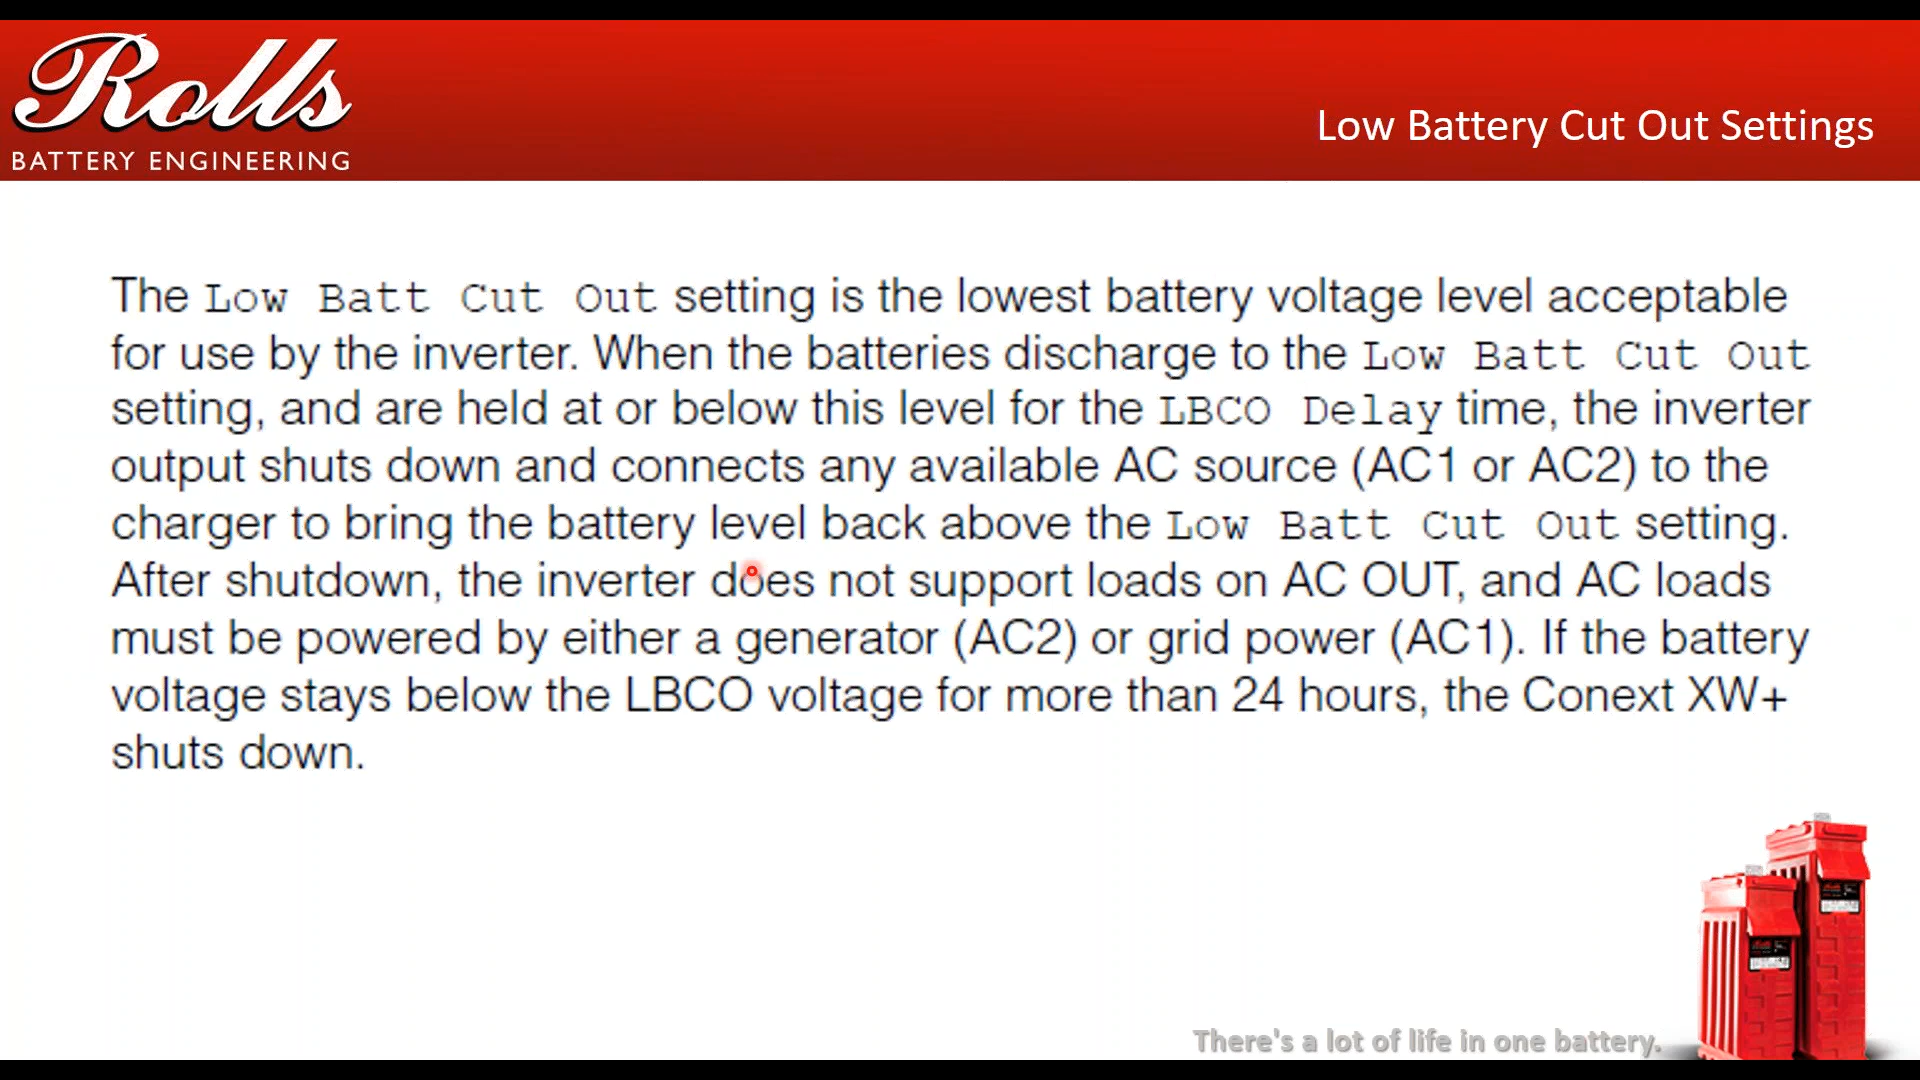 Rolls
BATTERY ENGINEERING
Low Battery Cut Out Settings
The Low Batt Cut Out setting is the lowest battery voltage level acceptable
for use by the inverter. When the batteries discharge to the Low Batt Cut Out
setting, and are held at or below this level for the LBCO Delay time, the inverter
output shuts down and connects any available AC source (AC1 or AC2) to the
charger to bring the battery level back above the Low Batt Cut Out setting.
After shutdown, the inverter does not support loads on AC OUT, and AC loads
must be powered by either a generator (AC2) or grid power (AC1). If the battery
voltage stays below the LBCO voltage for more than 24 hours, the Conext XW+
shuts down.
There's a lot of life in one battery.